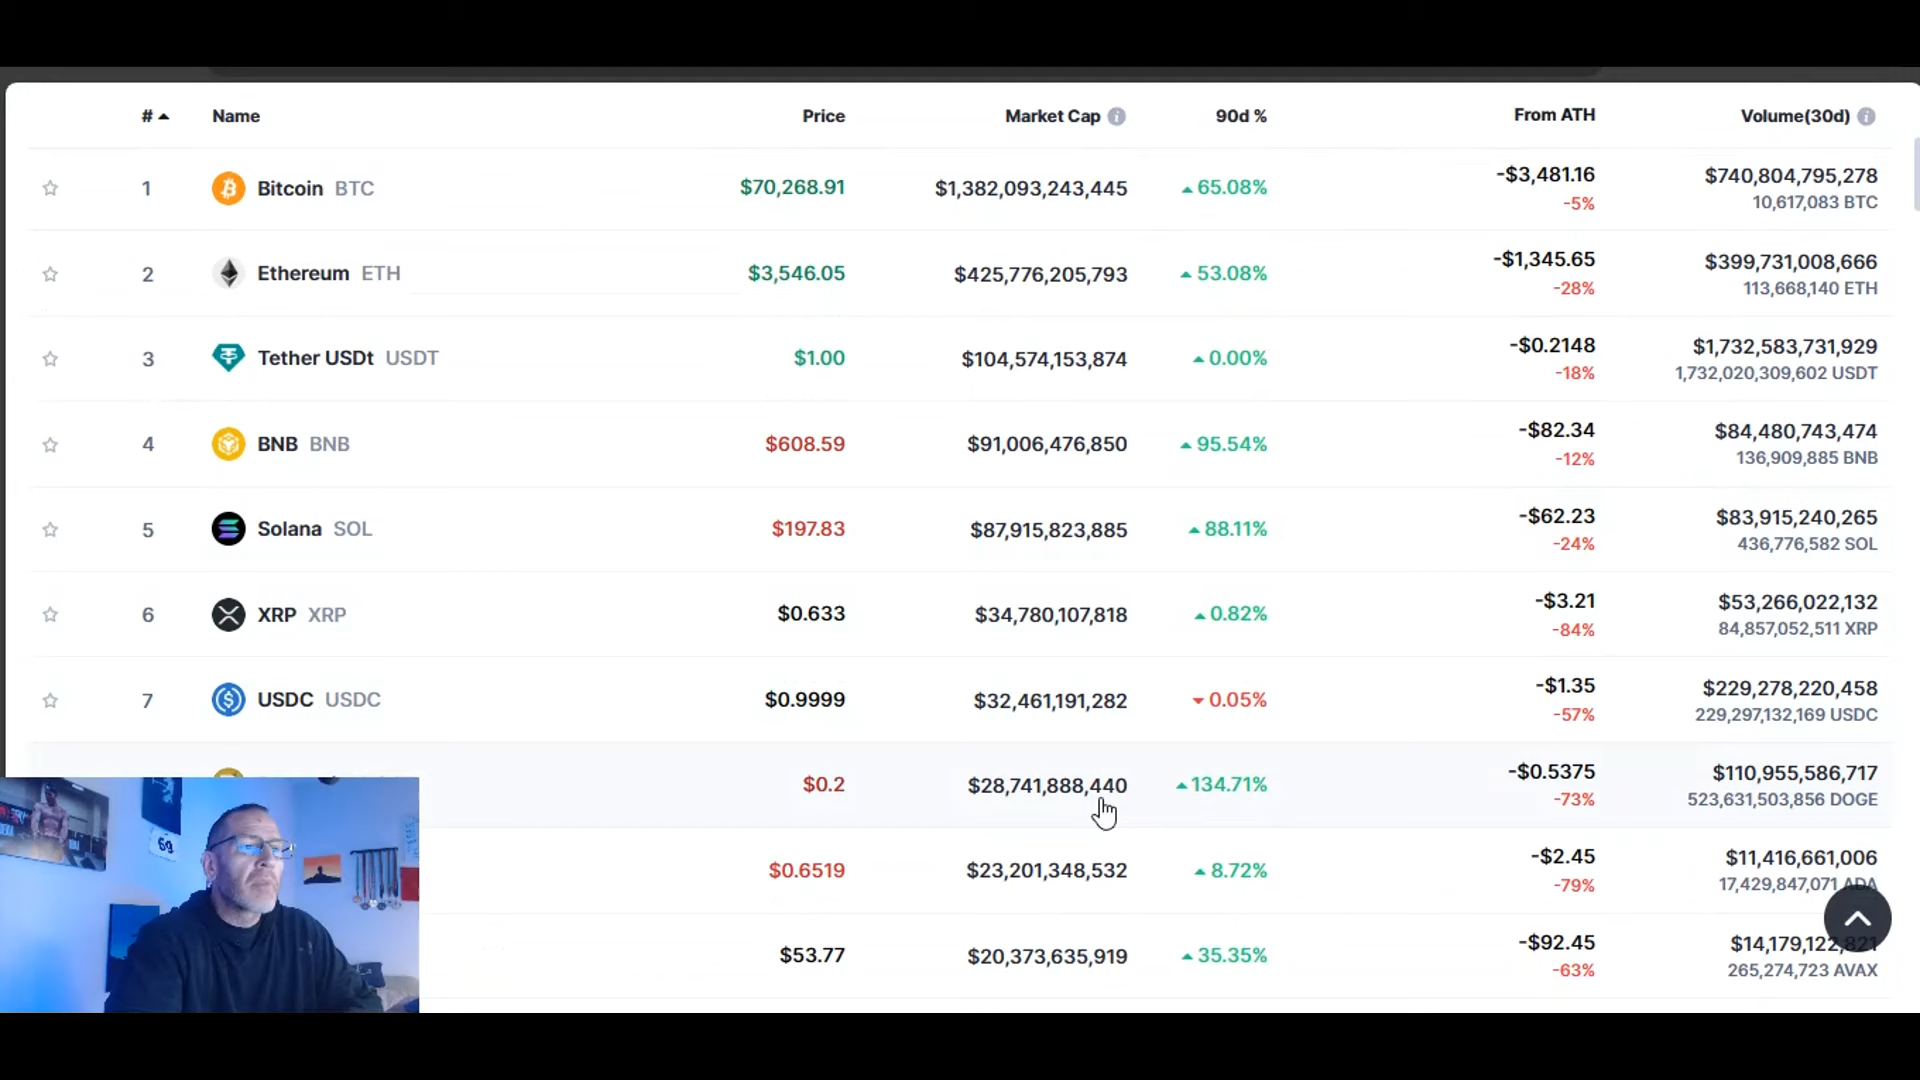 # Name Price Market Cap 90d % From ATH Volume(30d)
1 Bitcoin BTC $70,268.91 $1,382,093,243,445 65.08% -$3,481.16 $740,804,795,278
-5% 10,617,083 BTC
2 Ethereum ETH $3,546.05 $425,776,205,793 53.08% -$1,345.65 $399,731,008,666
-28% 113,668,140 ETH
3 Tether USDt USDT $1.00 $104,574,153,874 0.00% -$0.2148 $1,732,583,731,929
-18% 1,732,020,309,602 USDT
4 BNB BNB $608.59 $91,006,476,850 95.54% -$82.34 $84,480,743,474
-12% 136,909,885 BNB
5 Solana SOL $197.83 $87,915,823,885 88.11% -$62.23 $83,915,240,265
-24% 436,776,582 SOL
6 XRP XRP $0.633 $34,780,107,818 0.82% -$3.21 $53,266,022,132
-84% 84,857,052,511 XRP
7 USDC USDC $0.9999 $32,461,191,282 0.05% -$1.35 $229,278,220,458
-57% 229,297,132,169 USDC
$0.2 $28,741,888,440 134.71% -$0.5375 $110,955,586,717
-73% 523,631,503,856 DOGE
$0.6519 $23,201,348,532 8.72% -$2.45 $11,416,661,006
-79% 17,429,847,071 ADA
$53.77 $20,373,635,919 35.35% -$92.45 $14,179,122,821
-63% 265,274,723 AVAX
69